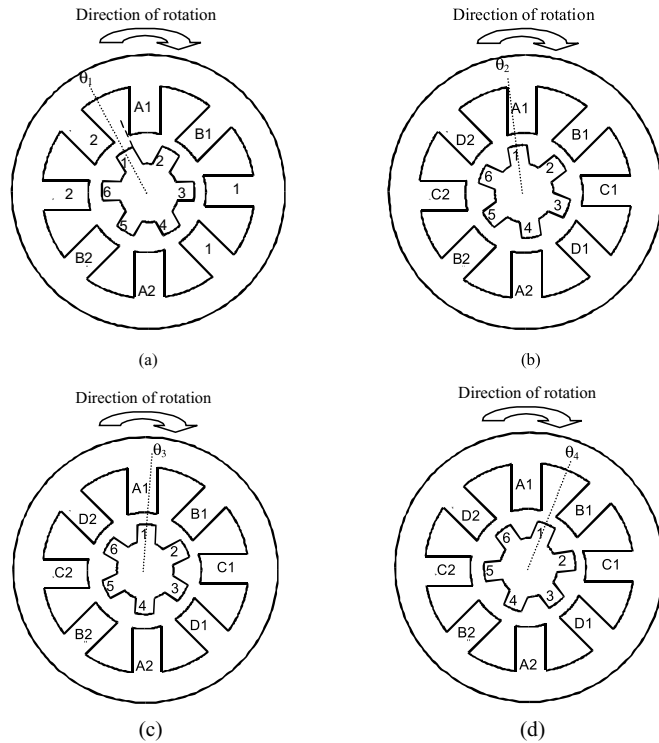 Direction of rotation
θ1
A1
2
B1
1
2
3
2
6
1
5
4
B2
1
A2
(a)
Direction of rotation
θ2
A1
D2
B1
1
2
6
C2
C1
5
3
4
B2
D1
A2
(b)
Direction of rotation
θ3
A1
D2
B1
1
6
2
C2
C1
5
3
4
B2
D1
A2
(c)
Direction of rotation
θ4
A1
D2
B1
6
1
2
C2
C1
5
4
3
B2
D1
A2
(d)